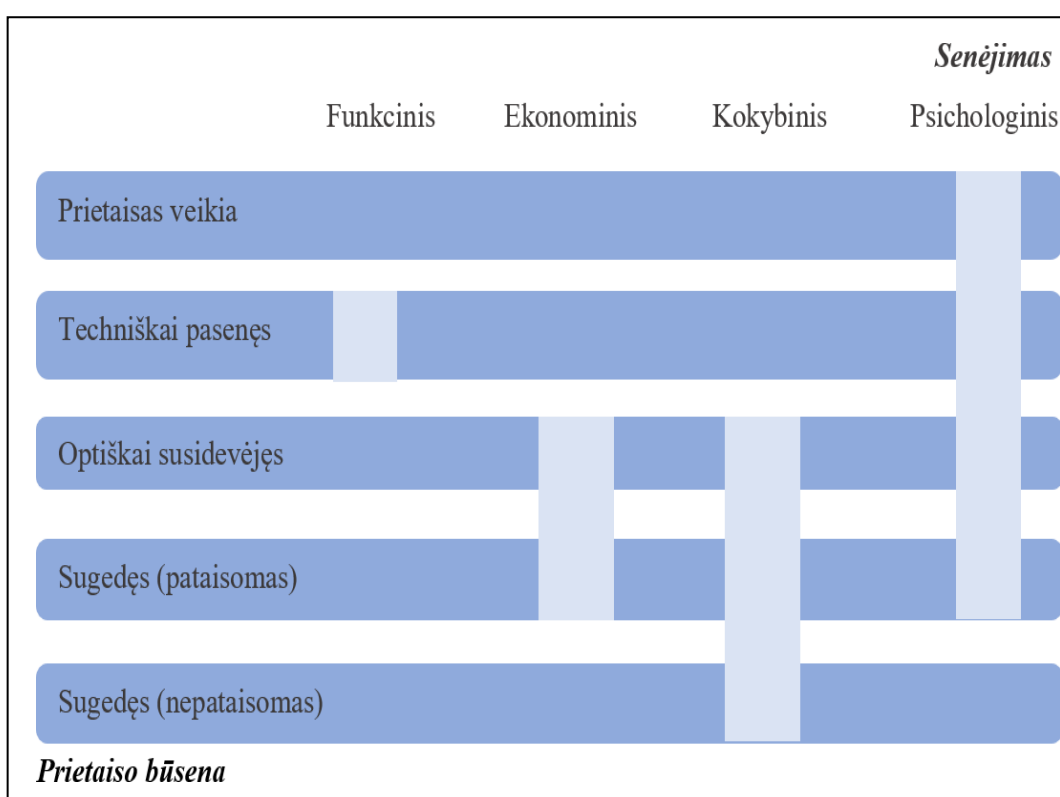 Senėjimas
Funkcinis Ekonominis Kokybinis Psichologinis
Prietaisas veikia
Techniškai pasenęs
Optiškai susidevėjęs
Sugedęs (pataisomas)
Sugedęs (nepataisomas)
Prietaiso būsena